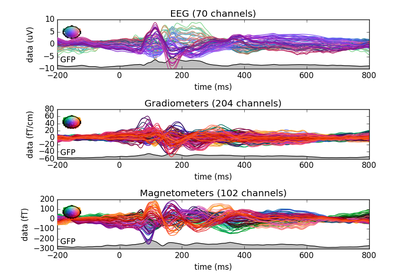 EEG (70 channels)
data (uV)
10
5
0
−5
−10
GFP
−200 0 200 400 600 800
time (ms)
Gradiometers (204 channels)
data (fT/cm)
80
60
40
20
0
−20
−40
−60
GFP
−200 0 200 400 600 800
time (ms)
Magnetometers (102 channels)
data (fT)
200
100
0
−100
−200
−300
GFP
−200 0 200 400 600 800
time (ms)